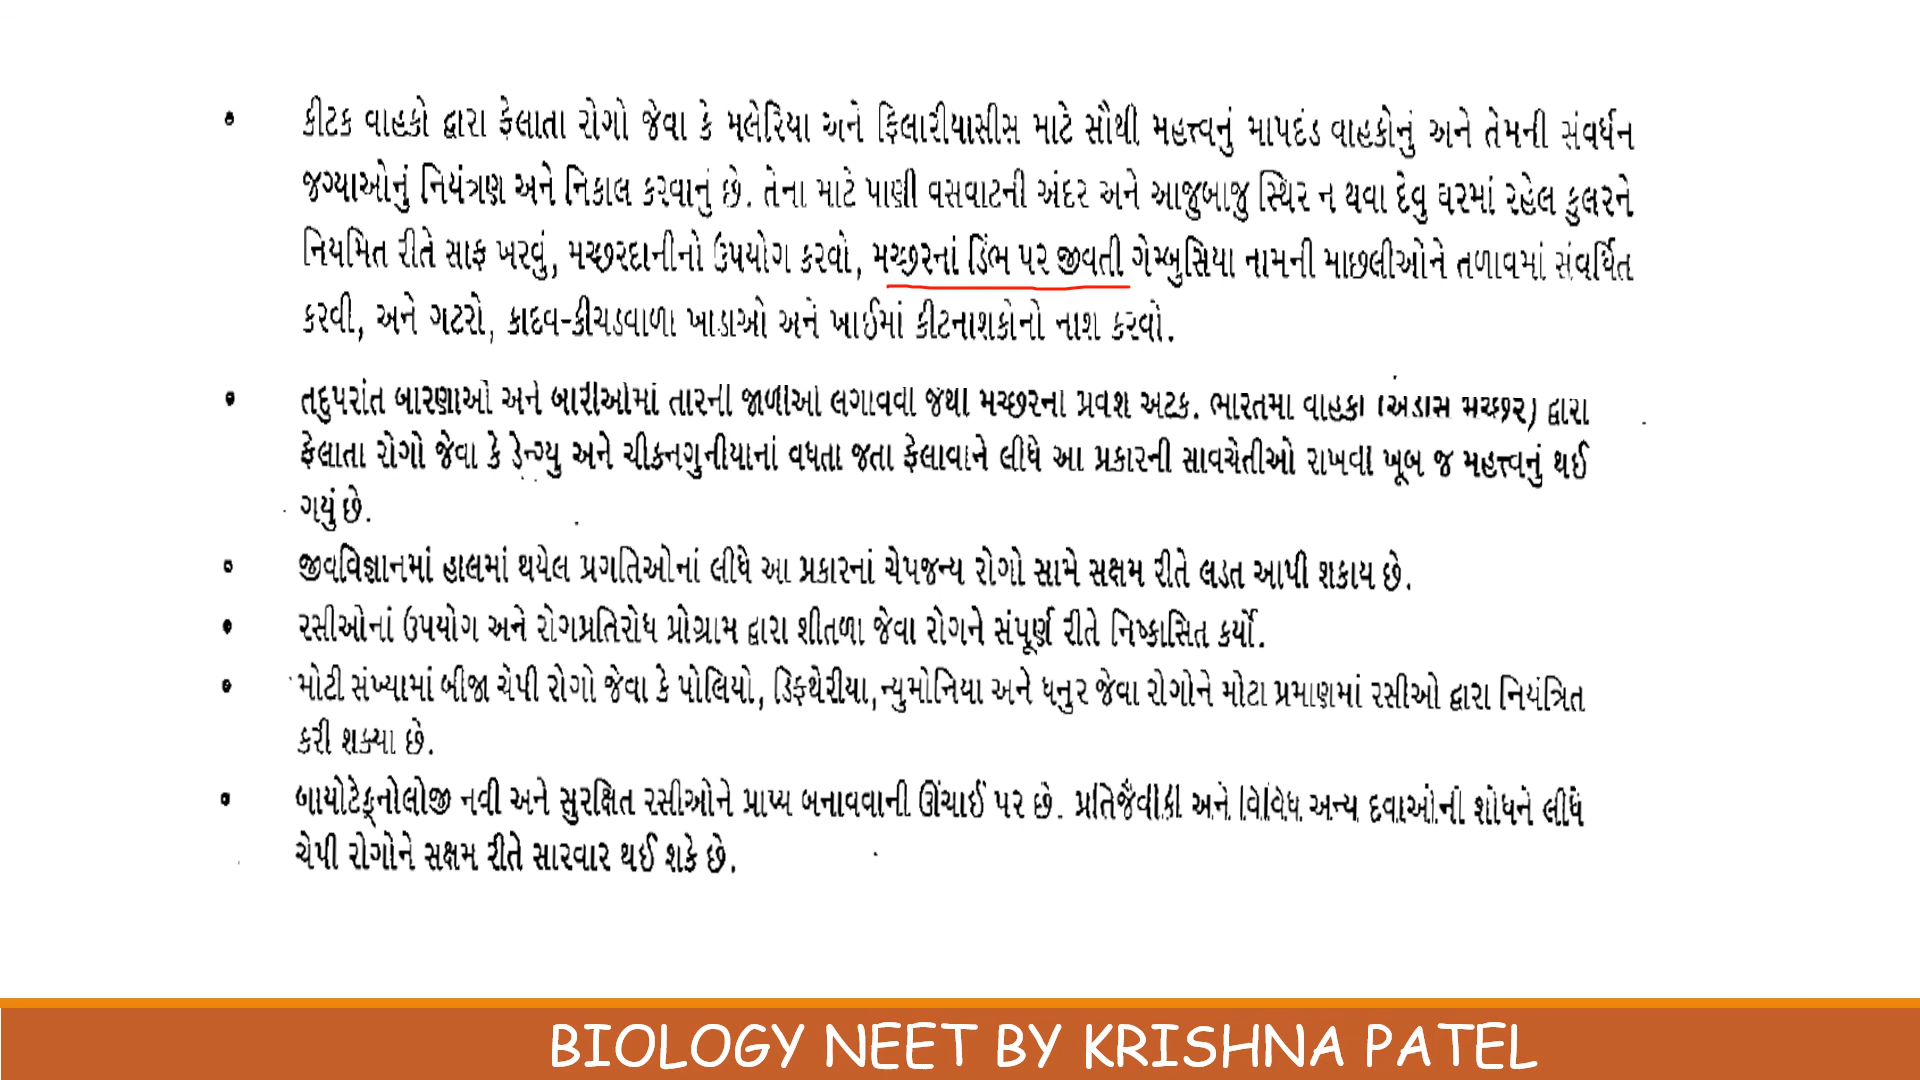 • કીટક વાહકો દ્વારા ફેલાતા રોગો જેવા કે મલેરિયા અને ફિલારીયાસીસ માટે સૌથી મહત્ત્વનું માપદંડ વાહકોનું અને તેમની સંવર્ધન
જગ્યાઓનું નિયંત્રણ અને નિકાલ કરવાનું છે. તેના માટે પાણી વસવાટની અંદર અને આજુબાજુ સ્થિર ન થવા દેવુ ઘરમાં રહેલ કુલરને
નિયમિત રીતે સાફ ખરવું, મચ્છરદાનીનો ઉપયોગ કરવો, મચ્છરનાં ડિંભ પર જીવતી ગેમ્બુસિયા નામની માછલીઓને તળાવમાં સંવર્ધિત
કરવી, અને ગટરો, કાદવ-કીચડવાળા ખાડાઓ અને ખાઈમાં કીટનાશકોનો નાશ કરવો.
• તદુપરાંત બારણાઓ અને બારીઓમાં તારની જાળીઓ લગાવવી જેથી મચ્છરના પ્રવેશ અટકે. ભારતમાં વાહકો (એડીસ મચ્છર) દ્વારા
ફેલાતા રોગો જેવા કે ડેન્ગ્યુ અને ચીકનગુનીયાનાં વધતા જતા ફેલાવાને લીધે આ પ્રકારની સાવચેતીઓ રાખવી ખૂબ જ મહત્ત્વનું થઈ
ગયું છે.
• જીવવિજ્ઞાનમાં હાલમાં થયેલ પ્રગતિઓનાં લીધે આ પ્રકારનાં ચેપજન્ય રોગો સામે સક્ષમ રીતે લડત આપી શકાય છે.
• રસીઓનાં ઉપયોગ અને રોગપ્રતિરોધ પ્રોગ્રામ દ્વારા શીતળા જેવા રોગને સંપૂર્ણ રીતે નિષ્કાસિત કર્યો.
• મોટી સંખ્યામાં બીજા ચેપી રોગો જેવા કે પોલિયો, ડિફ્થેરીયા,ન્યુમોનિયા અને ધનુર જેવા રોગોને મોટા પ્રમાણમાં રસીઓ દ્વારા નિયંત્રિત
કરી શક્યા છે.
• બાયોટેક્નોલોજી નવી અને સુરક્ષિત રસીઓને પ્રાપ્ય બનાવવાની ઊંચાઈ પર છે. પ્રતિજૈવીકી અને વિવિધ અન્ય દવાઓની શોધને લીધે
ચેપી રોગોને સક્ષમ રીતે સારવાર થઈ શકે છે.
BIOLOGY NEET BY KRISHNA PATEL